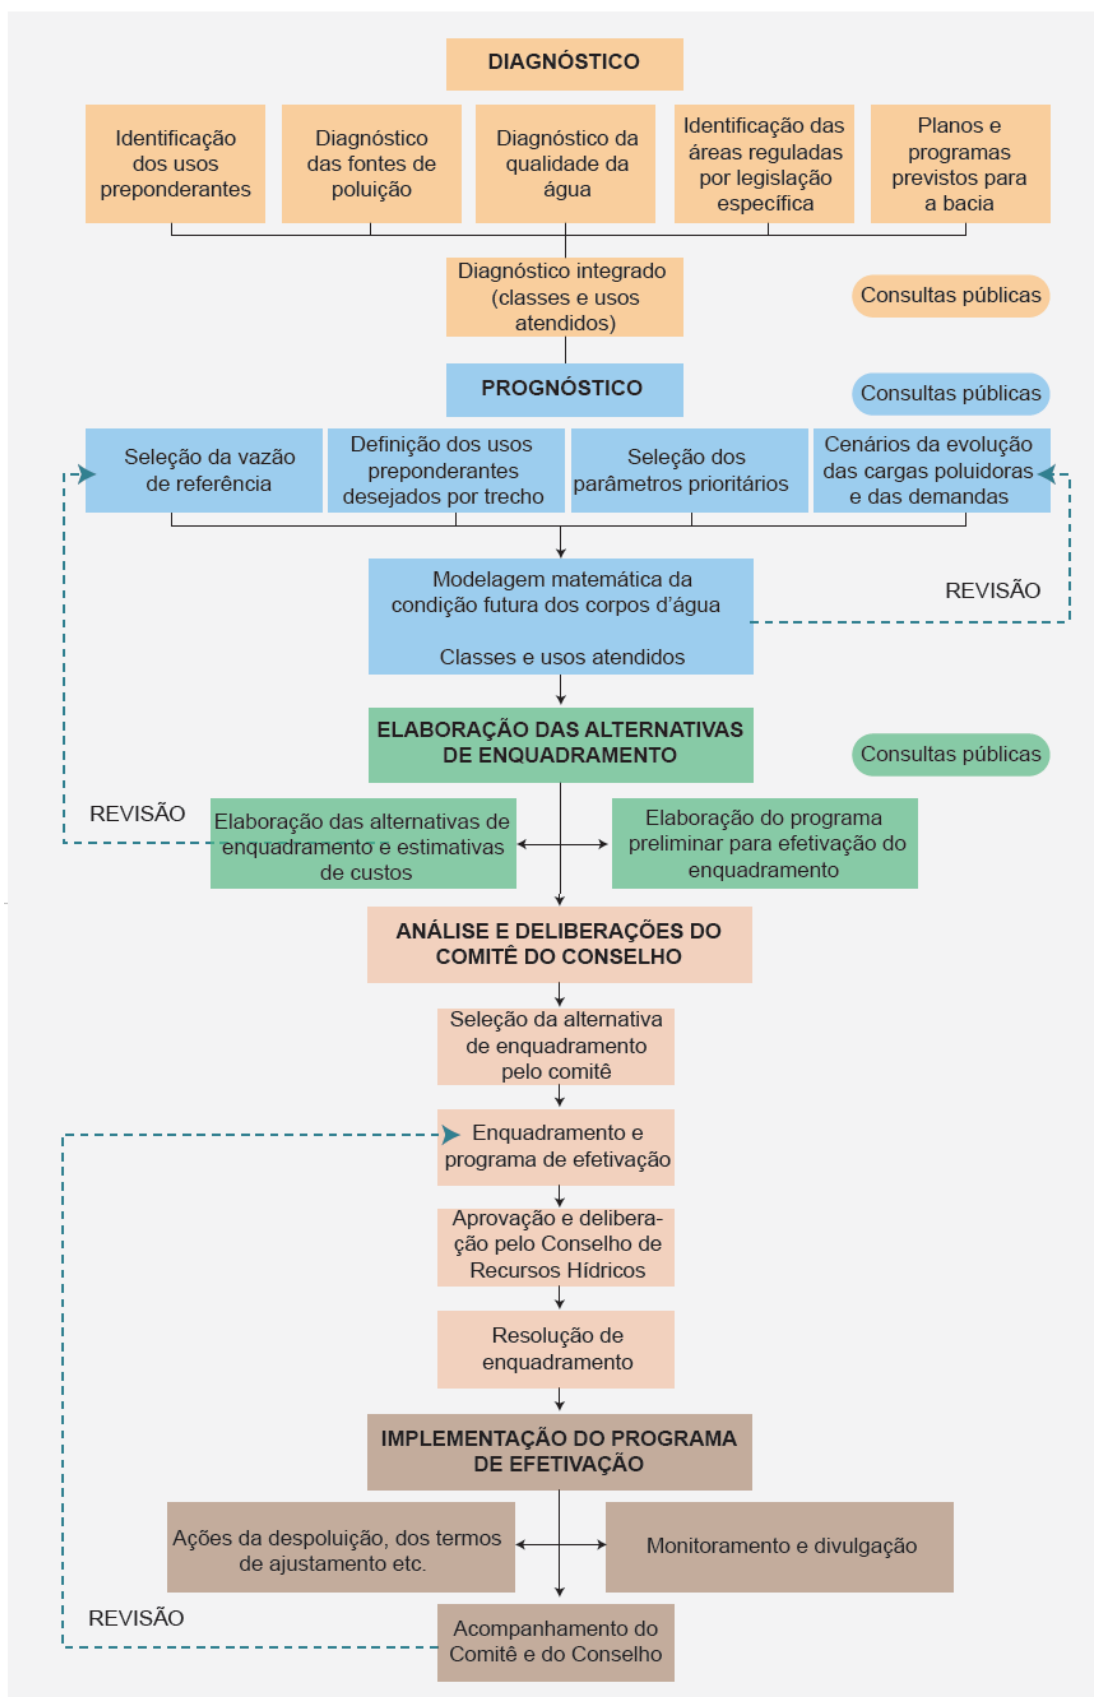 DIAGNÓSTICO
Identificação
dos usos
preponderantes
Diagnóstico
das fontes de
poluição
Diagnóstico da
qualidade da
água
Identificação das
áreas reguladas
por legislação
específica
Planos e
programas
previstos para
a bacia
Diagnóstico integrado
(classes e usos
atendidos)
Consultas públicas
PROGNÓSTICO
Consultas públicas
Seleção da vazão
de referência
Definição dos usos
preponderantes
desejados por trecho
Seleção dos
parâmetros prioritários
Cenários da evolução
das cargas poluidoras
e das demandas
Modelagem matemática da
condição futura dos corpos d’água
Classes e usos atendidos
REVISÃO
ELABORAÇÃO DAS ALTERNATIVAS
DE ENQUADRAMENTO
Consultas públicas
REVISÃO
Elaboração das alternativas de
enquadramento e estimativas
de custos
Elaboração do programa
preliminar para efetivação do
enquadramento
ANÁLISE E DELIBERAÇÕES DO
COMITÊ DO CONSELHO
Seleção da alternativa
de enquadramento
pelo comitê
Enquadramento e
programa de efetivação
Aprovação e delibera-
ção pelo Conselho de
Recursos Hídricos
Resolução de
enquadramento
IMPLEMENTAÇÃO DO PROGRAMA
DE EFETIVAÇÃO
Ações da despoluição, dos termos
de ajustamento etc.
Monitoramento e divulgação
REVISÃO
Acompanhamento do
Comitê e do Conselho